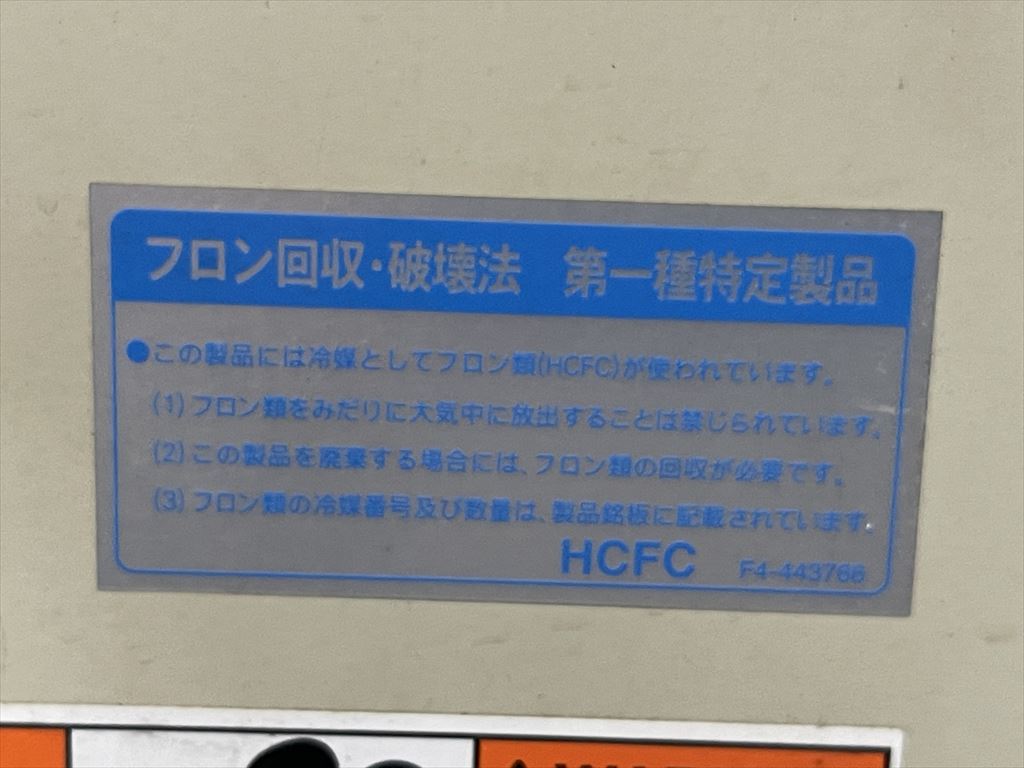 フロン回収・破壊法　第一種特定製品
●この製品には冷媒としてフロン類(HCFC)が使われています。
(1)フロン類をみだりに大気中に放出することは禁じられています。
(2)この製品を廃棄する場合には、フロン類の回収が必要です。
(3)フロン類の冷媒番号及び数量は、製品銘板に記載されています。
HCFC F4-443766